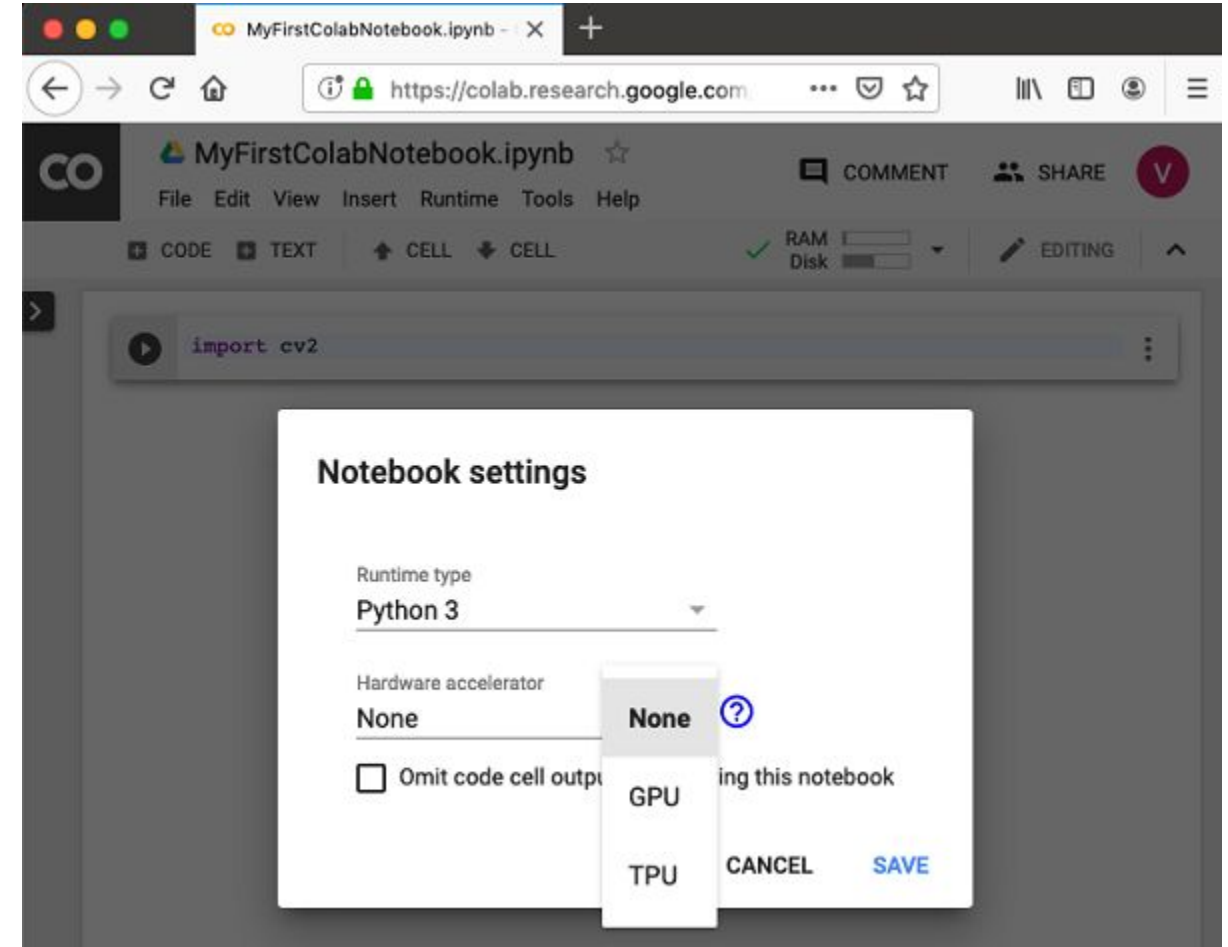 MyFirstColabNotebook.ipynb -
https://colab.research.google.com
CO MyFirstColabNotebook.ipynb
COMMENT SHARE V
File Edit View Insert Runtime Tools Help
CODE TEXT CELL CELL RAM
Disk EDITING
import cv2
Notebook settings
Runtime type
Python 3
Hardware accelerator
None
None
?
Omit code cell ing this notebook
GPU
CANCEL SAVE
TPU